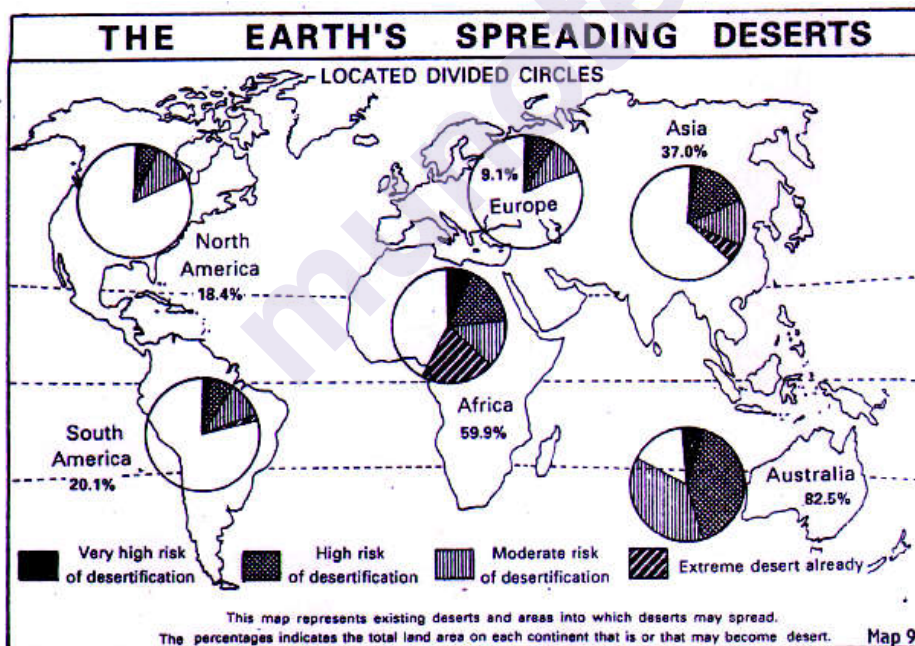 THE EARTH'S SPREADING DESERTS
LOCATED DIVIDED CIRCLES
Asia
37.0%
9.1%
Europe
North
America
18.4%
Africa
59.9%
South
America
20.1%
Australia
82.5%
Very high risk
of desertification
High risk
of desertification
Moderate risk
of desertification
Extreme desert already
This map represents existing deserts and areas into which deserts may spread.
The percentages indicates the total land area on each continent that is or that may become desert.
Map 9